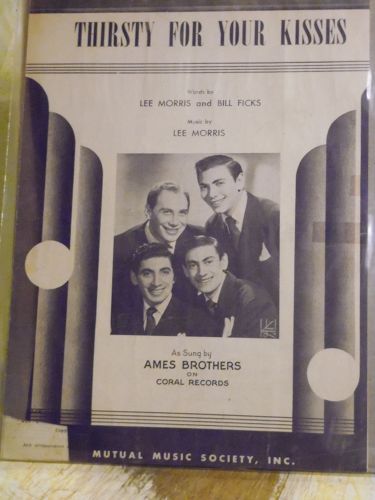 THIRSTY FOR YOUR KISSES
Words by
LEE MORRIS and BILL FICKS
Music by
LEE MORRIS
As Sung by
AMES BROTHERS
ON
CORAL RECORDS
MUTUAL MUSIC SOCIETY, INC.